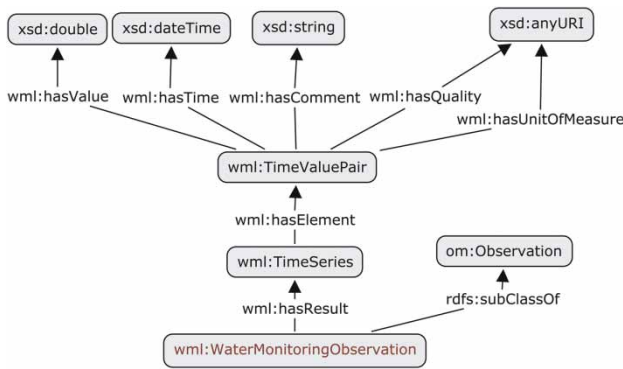 xsd:double
xsd:dateTime
xsd:string
xsd:anyURI
wml:hasValue
wml:hasTime
wml:hasComment
wml:hasQuality
wml:hasUnitOfMeasure
wml:TimeValuePair
wml:hasElement
wml:TimeSeries
om:Observation
wml:hasResult
rdfs:subClassOf
wml:WaterMonitoringObservation